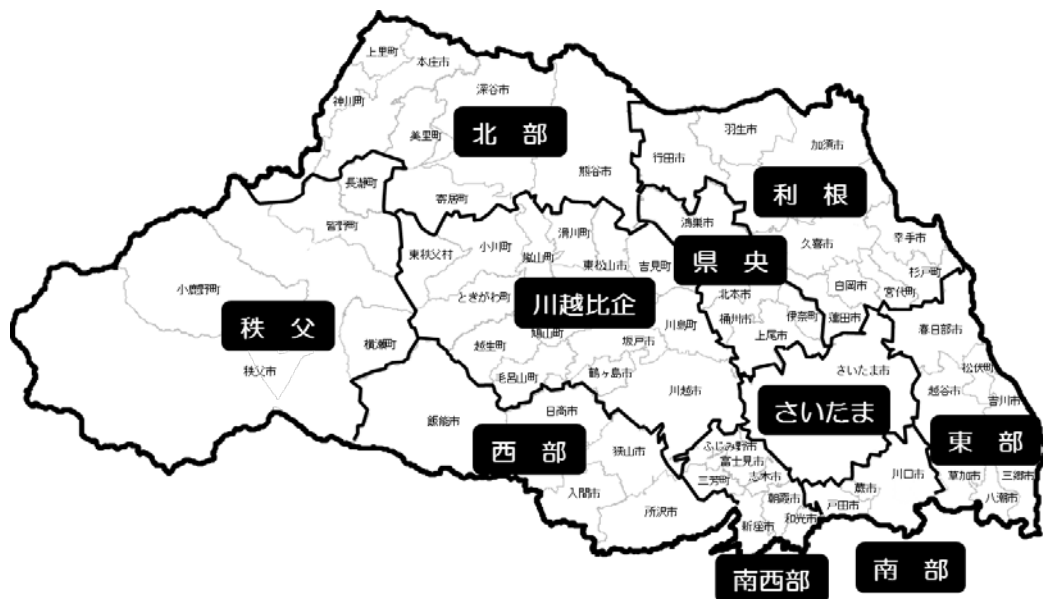 上里町
本庄市
神川町
深谷市
美里町
北 部
熊谷市
寄居町
羽生市
加須市
行田市
利 根
久喜市
幸手市
杉戸町
白岡市
宮代町
蓮田市
鴻巣市
県 央
北本市
桶川市
伊奈町
上尾市
長瀞町
皆野町
小鹿野町
秩 父
横瀬町
秩父市
東秩父村
小川町
滑川町
嵐山町
東松山市
吉見町
ときがわ町
川越比企
鳩山町
川島町
越生町
坂戸市
毛呂山町
鶴ヶ島市
川越市
さいたま市
さいたま
春日部市
松伏町
越谷市
吉川市
東 部
草加市
三郷市
八潮市
飯能市
日高市
西 部
狭山市
入間市
所沢市
ふじみ野市
富士見市
三芳町
志木市
朝霞市
新座市
和光市
南西部
川口市
蕨市
戸田市
南 部